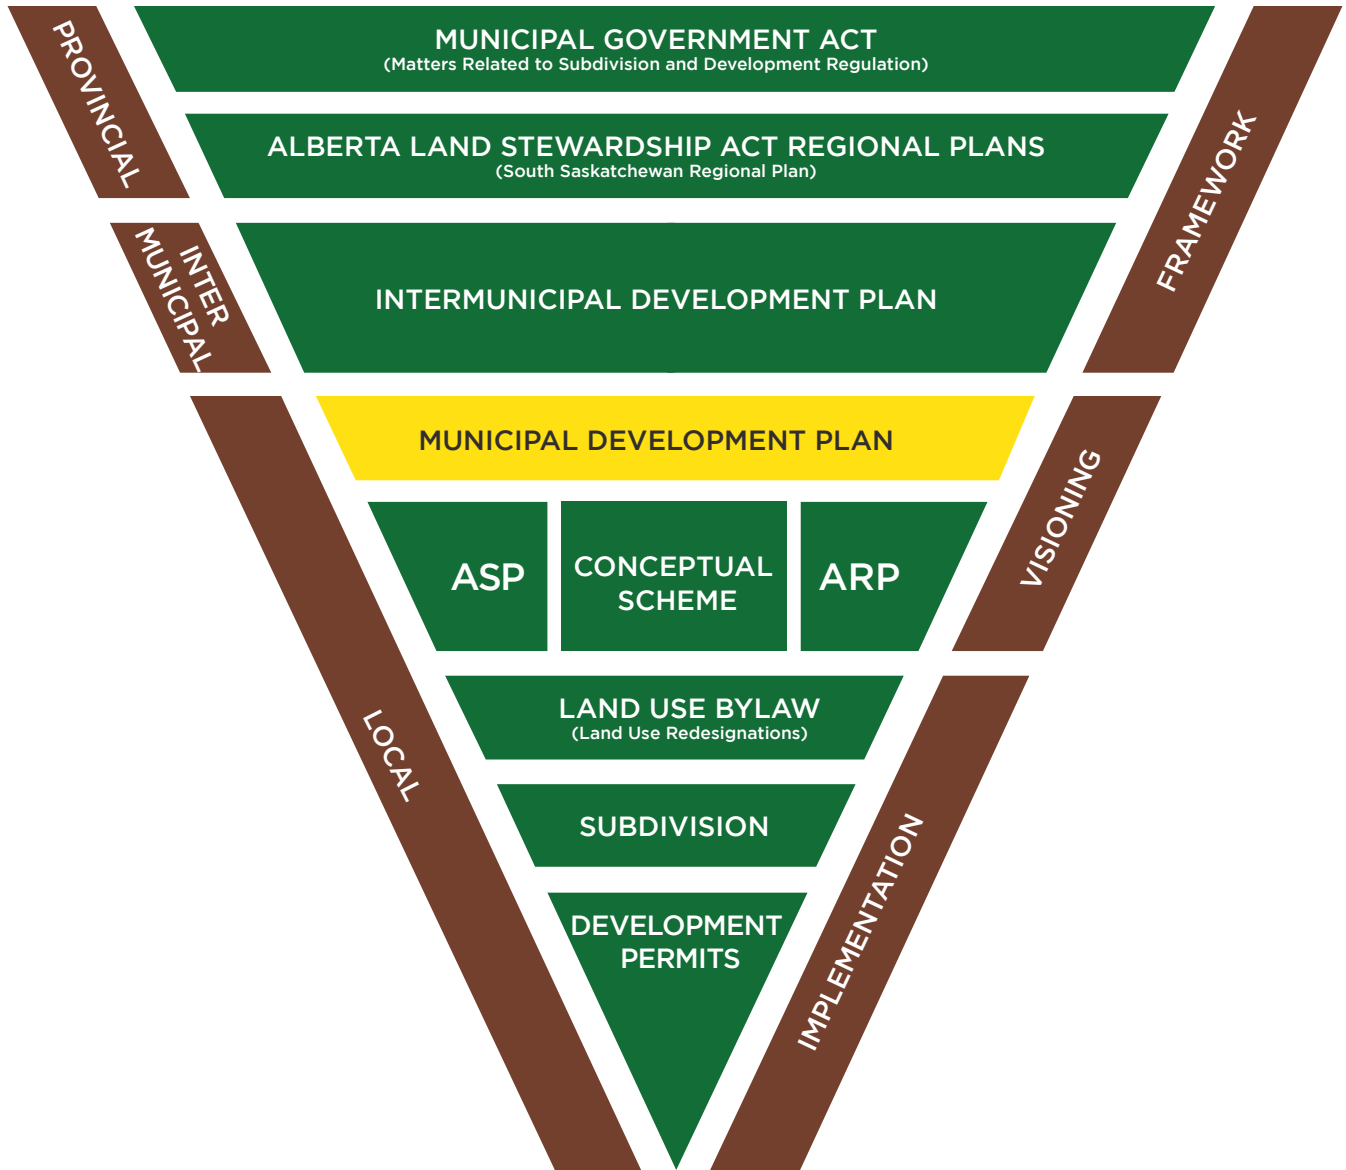 PROVINCIAL
MUNICIPAL GOVERNMENT ACT
(Matters Related to Subdivision and Development Regulation)
ALBERTA LAND STEWARDSHIP ACT REGIONAL PLANS
(South Saskatchewan Regional Plan)
FRAMEWORK
INTER
MUNICIPAL
INTERMUNICIPAL DEVELOPMENT PLAN
MUNICIPAL DEVELOPMENT PLAN
VISIONING
ASP
CONCEPTUAL
SCHEME
ARP
LOCAL
LAND USE BYLAW
(Land Use Redesignations)
SUBDIVISION
DEVELOPMENT
PERMITS
IMPLEMENTATION